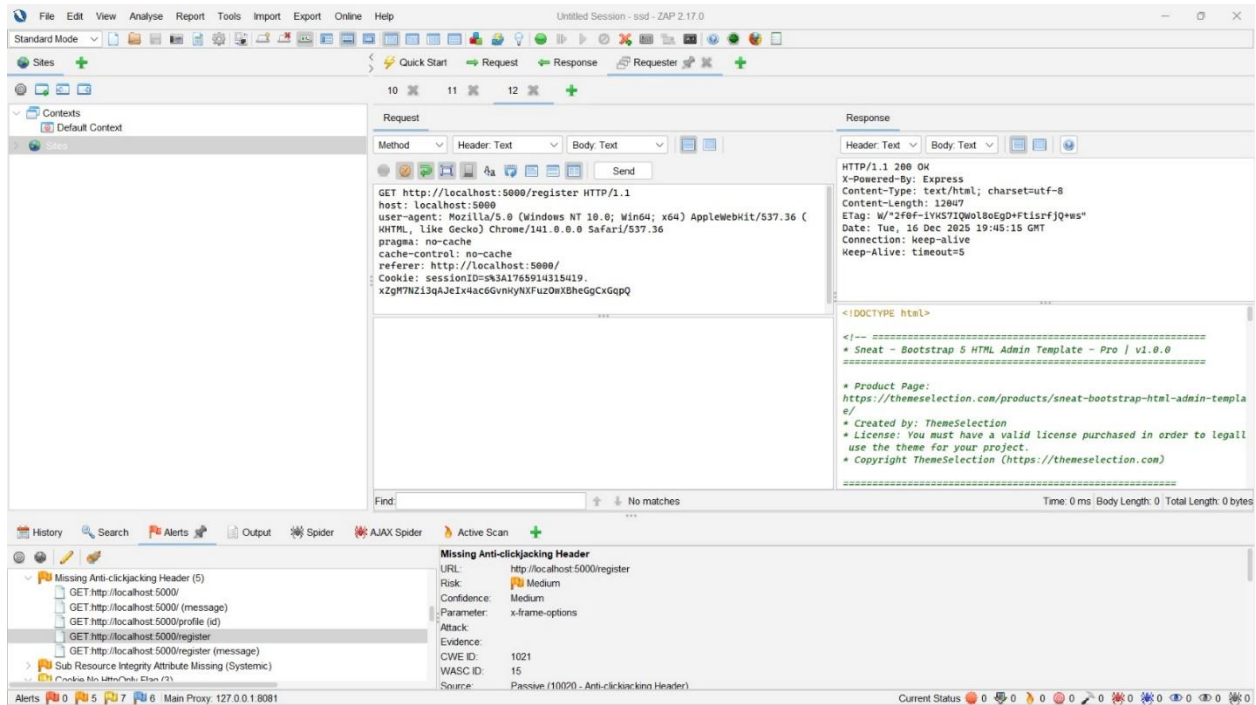 File Edit View Analyse Report Tools Import Export Online Help
Untitled Session - ssd - ZAP 2.17.0
Standard Mode
Sites
Quick Start Request Response Requester
10 11 12
Contexts
Default Context
Sites
Request
Method Header: Text Body: Text
Send
GET http://localhost:5000/register HTTP/1.1
host: localhost:5000
user-agent: Mozilla/5.0 (Windows NT 10.0; Win64; x64) AppleWebKit/537.36 (
KHTML, like Gecko) Chrome/141.0.0.0 Safari/537.36
pragma: no-cache
cache-control: no-cache
referer: http://localhost:5000/
Cookie: sessionID=s%3A1765914315419.
xZgM7NZi3qAJeIx4ac6GvnHyNXFuzOwXBheGgCxGqpQ
Response
Header: Text Body: Text
HTTP/1.1 200 OK
X-Powered-By: Express
Content-Type: text/html; charset=utf-8
Content-Length: 12047
ETag: W/"2f0f-iYKS7IQWol8oEgD+FtisrfjQ+ws"
Date: Tue, 16 Dec 2025 19:45:15 GMT
Connection: keep-alive
Keep-Alive: timeout=5
<!DOCTYPE html>
<!-- =========================================================
* Sneat - Bootstrap 5 HTML Admin Template - Pro | v1.0.0
==============================================================
* Product Page:
https://themeselection.com/products/sneat-bootstrap-html-admin-templa
e/
* Created by: ThemeSelection
* License: You must have a valid license purchased in order to legall
use the theme for your project.
* Copyright ThemeSelection (https://themeselection.com)
=========================================================
Find: No matches
Time: 0 ms Body Length: 0 Total Length: 0 bytes
History Search Alerts Output Spider AJAX Spider Active Scan
Missing Anti-clickjacking Header (5)
GET:http://localhost:5000/
GET:http://localhost:5000/ (message)
GET:http://localhost:5000/profile (id)
GET:http://localhost:5000/register
GET:http://localhost:5000/register (message)
Sub Resource Integrity Attribute Missing (Systemic)
Cookie No HttpOnly Flag (3)
Missing Anti-clickjacking Header
URL: http://localhost:5000/register
Risk: Medium
Confidence: Medium
Parameter: x-frame-options
Attack:
Evidence:
CWE ID: 1021
WASC ID: 15
Source: Passive (10020 - Anti-clickjacking Header)
Alerts 0 5 7 6 Main Proxy: 127.0.0.1:8081
Current Status 0 0 0 0 0 0 0 0 0 0